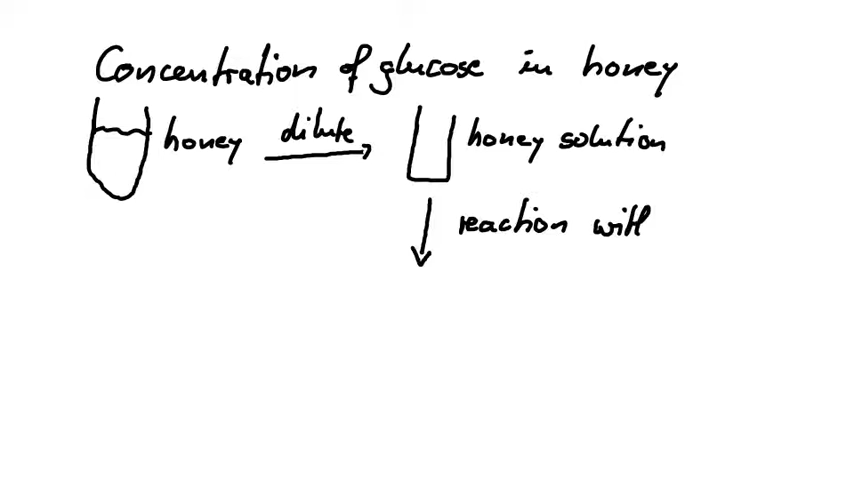 Concentration of glucose in honey
honey dilute honey solution
reaction with